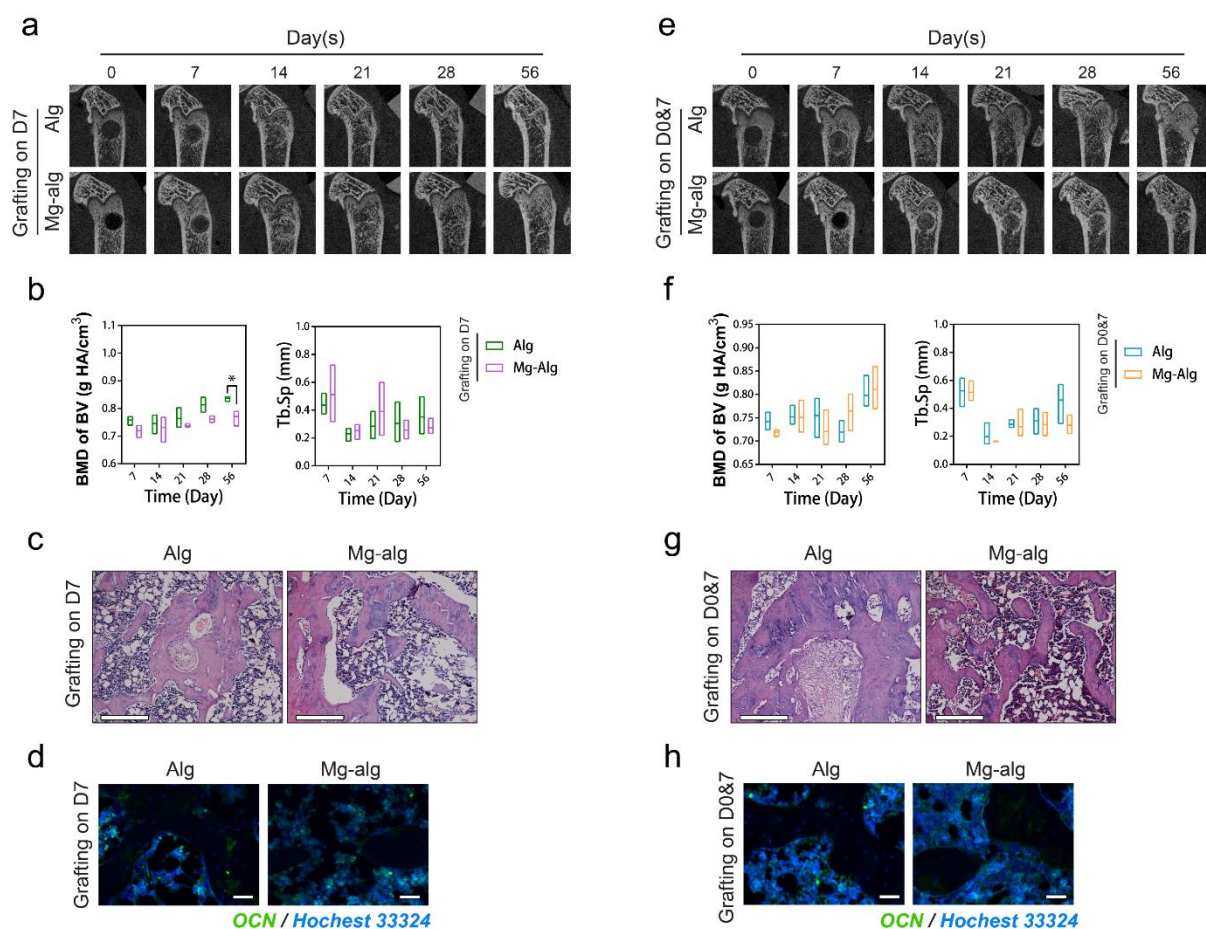 a
Day(s)
0 7 14 21 28 56
Grafting on D7
Alg
Mg-alg
b
BMD of BV (g HA/cm³)
1.1
1.0
0.9
0.8
0.7
0.6
*
7 14 21 28 56
Time (Day)
Tb.Sp (mm)
1.0
0.8
0.6
0.4
0.2
0.0
7 14 21 28 56
Time (Day)
Grafting on D7
Alg
Mg-Alg
c
Alg Mg-alg
Grafting on D7
d
Alg Mg-alg
Grafting on D7
OCN / Hochest 33324
e
Day(s)
0 7 14 21 28 56
Grafting on D0&7
Alg
Mg-alg
f
BMD of BV (g HA/cm³)
0.95
0.90
0.85
0.80
0.75
0.70
0.65
7 14 21 28 56
Time (Day)
Tb.Sp (mm)
1.0
0.8
0.6
0.4
0.2
0.0
7 14 21 28 56
Time (Day)
Grafting on D0&7
Alg
Mg-Alg
g
Alg Mg-alg
Grafting on D0&7
h
Alg Mg-alg
Grafting on D0&7
OCN / Hochest 33324